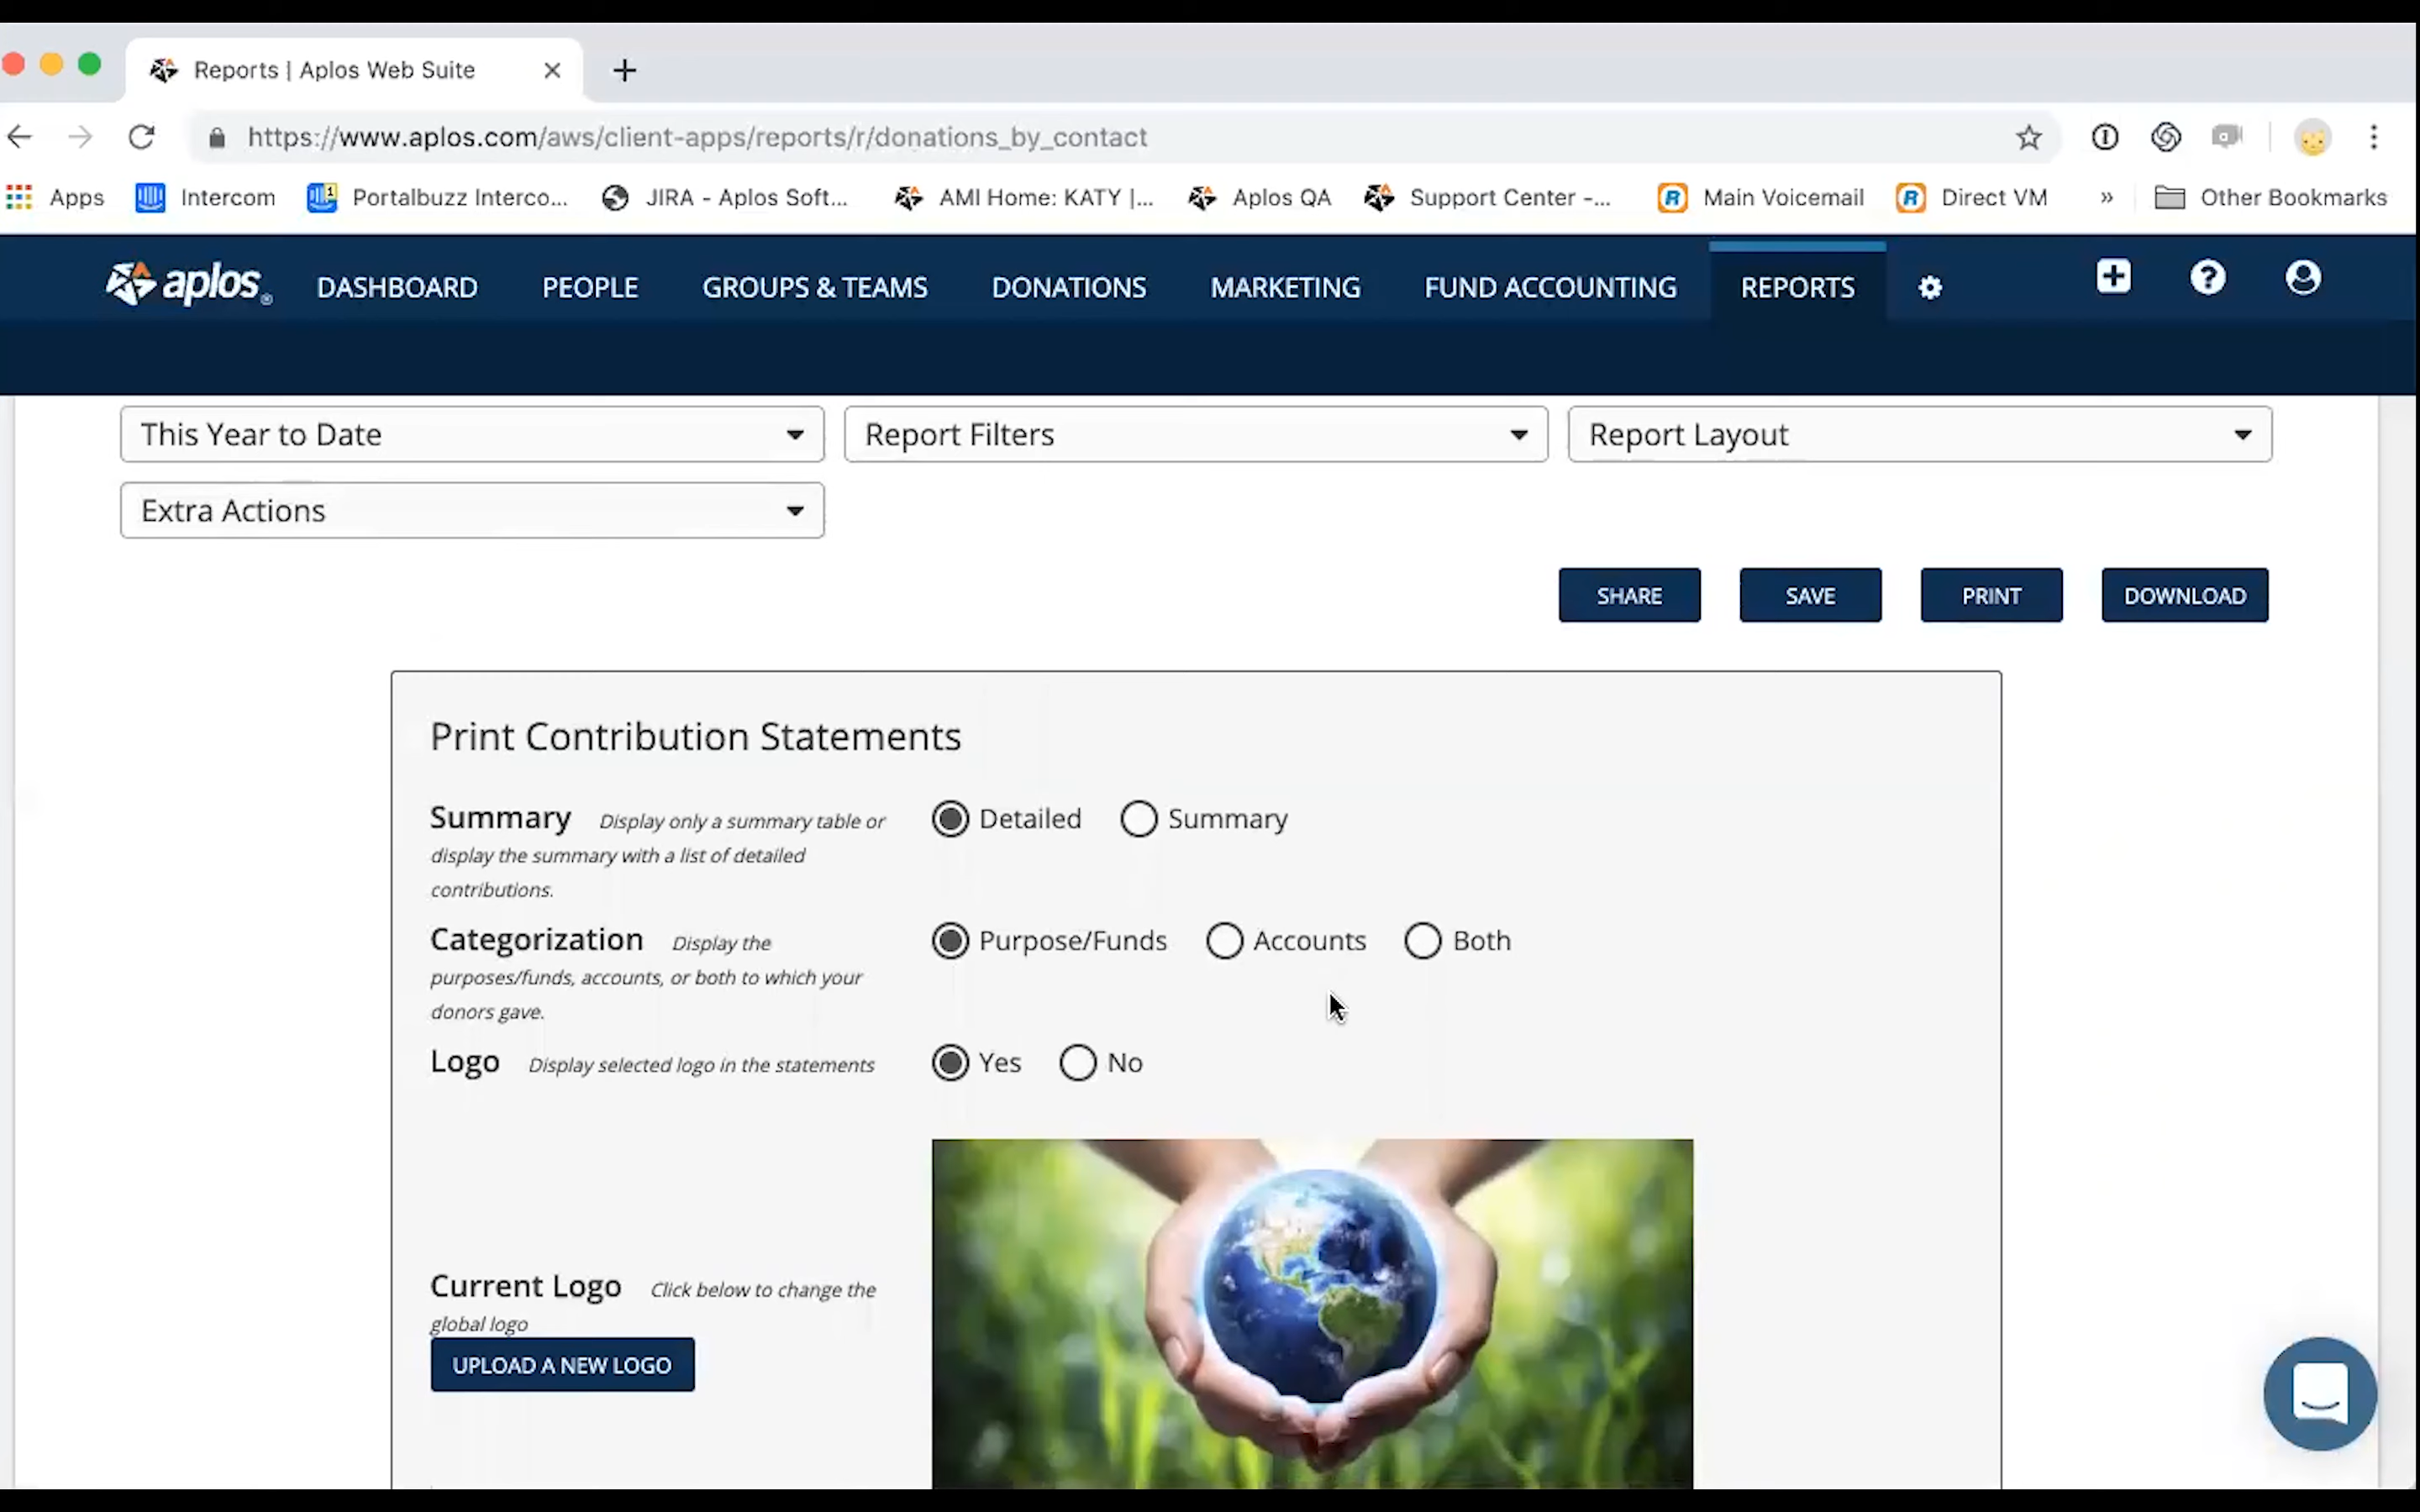 Reports | Aplos Web Suite
https://www.aplos.com/aws/client-apps/reports/r/donations_by_contact
Apps Intercom Portalbuzz Interco... JIRA - Aplos Soft... AMI Home: KATY |... Aplos QA Support Center -... Main Voicemail Direct VM » Other Bookmarks
aplos DASHBOARD PEOPLE GROUPS & TEAMS DONATIONS MARKETING FUND ACCOUNTING REPORTS
This Year to Date Report Filters Report Layout
Extra Actions
SHARE SAVE PRINT DOWNLOAD
Print Contribution Statements
Summary Display only a summary table or Detailed Summary
display the summary with a list of detailed
contributions.
Categorization Display the Purpose/Funds Accounts Both
purposes/funds, accounts, or both to which your
donors gave.
Logo Display selected logo in the statements Yes No
Current Logo Click below to change the
global logo
UPLOAD A NEW LOGO